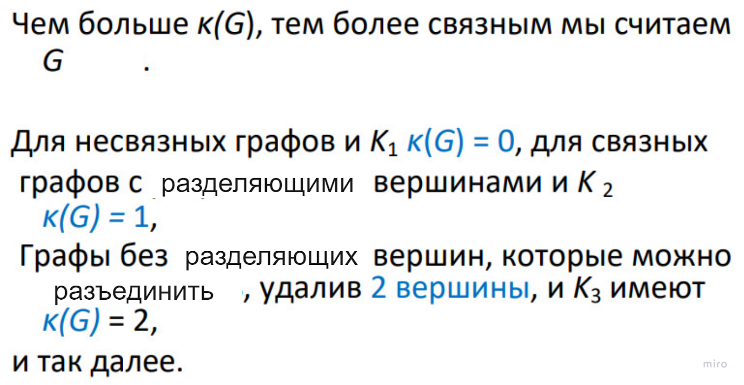 Чем больше κ(G), тем более связным мы считаем
G .
Для несвязных графов и K₁ κ(G) = 0, для связных
графов с разделяющими вершинами и K ₂
κ(G) = 1,
Графы без разделяющих вершин, которые можно
разъединить , удалив 2 вершины, и K₃ имеют
κ(G) = 2,
и так далее.
miro